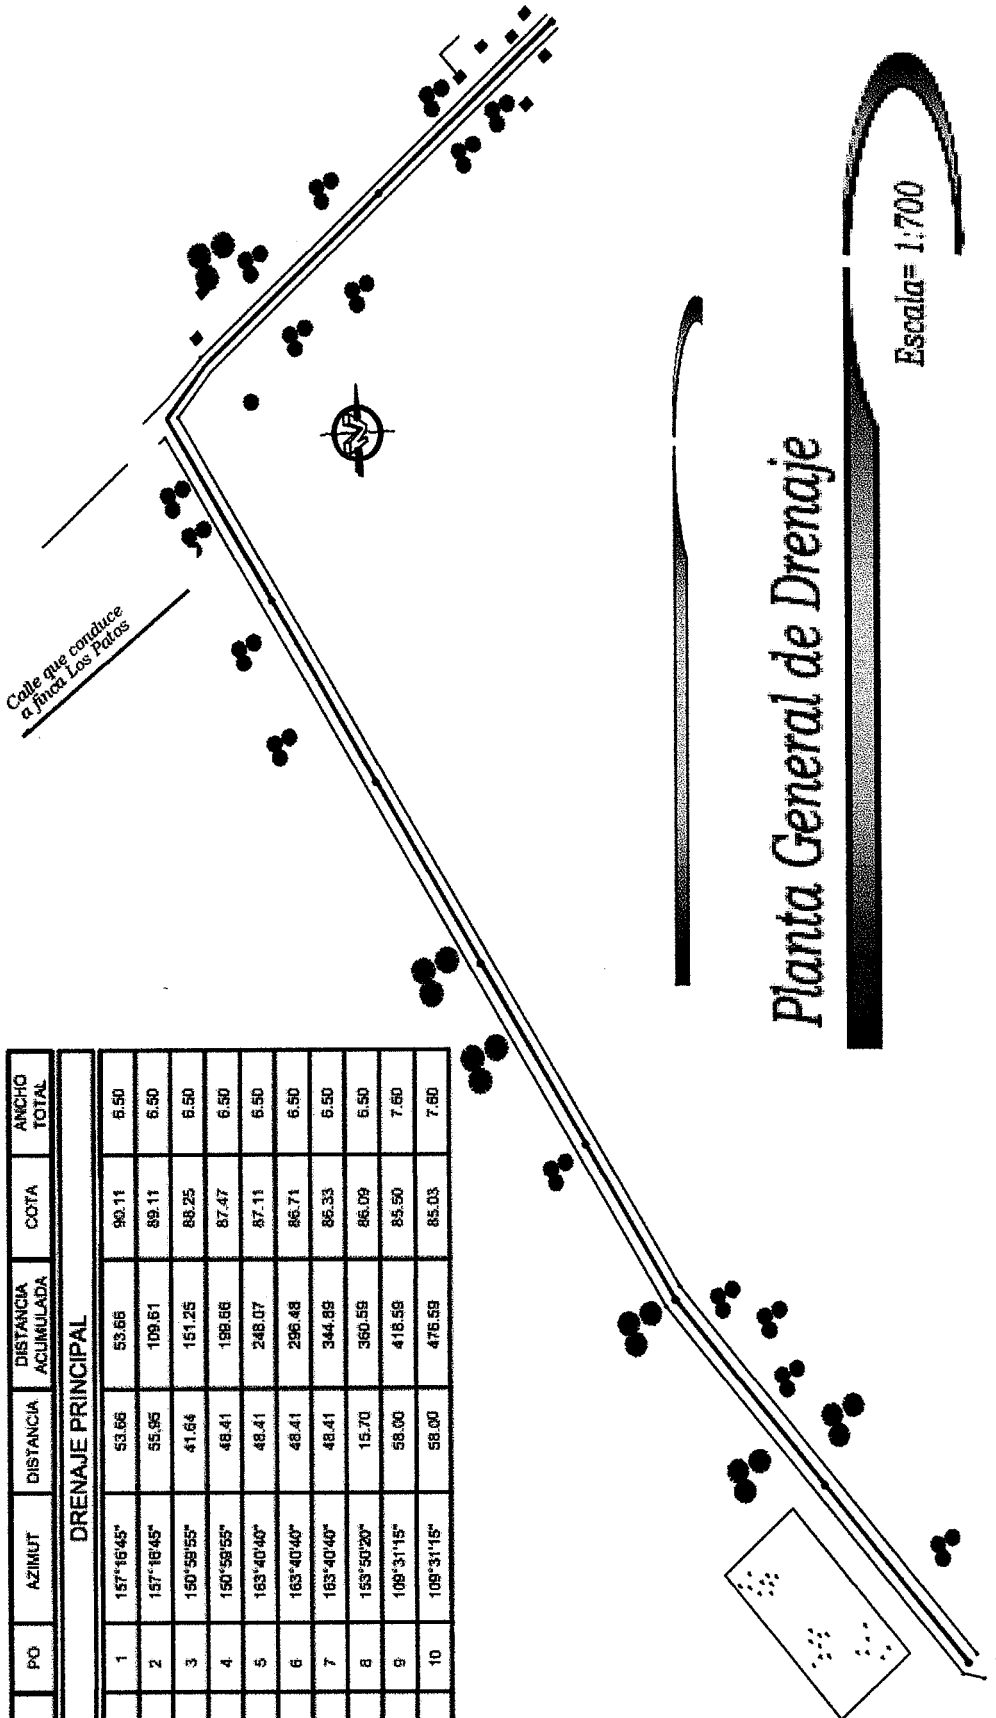 PO AZIMUT DISTANCIA DISTANCIA ACUMULADA COTA ANCHO TOTAL
DRENAJE PRINCIPAL
1 157°16'45" 53.66 53.66 90.11 6.50
2 157°16'45" 55.95 109.61 89.11 6.50
3 150°59'55" 41.64 151.25 88.25 6.50
4 150°59'55" 48.41 199.66 87.47 6.50
5 163°40'40" 48.41 248.07 87.11 6.50
6 163°40'40" 48.41 296.48 86.71 6.50
7 163°40'40" 48.41 344.89 86.33 6.50
8 153°50'20" 15.70 360.59 86.09 6.50
9 109°31'15" 58.00 418.59 85.50 7.60
10 109°31'15" 58.00 476.59 85.03 7.60
Calle que conduce
a finca Los Patos
N
Planta General de Drenaje
Escala= 1:700